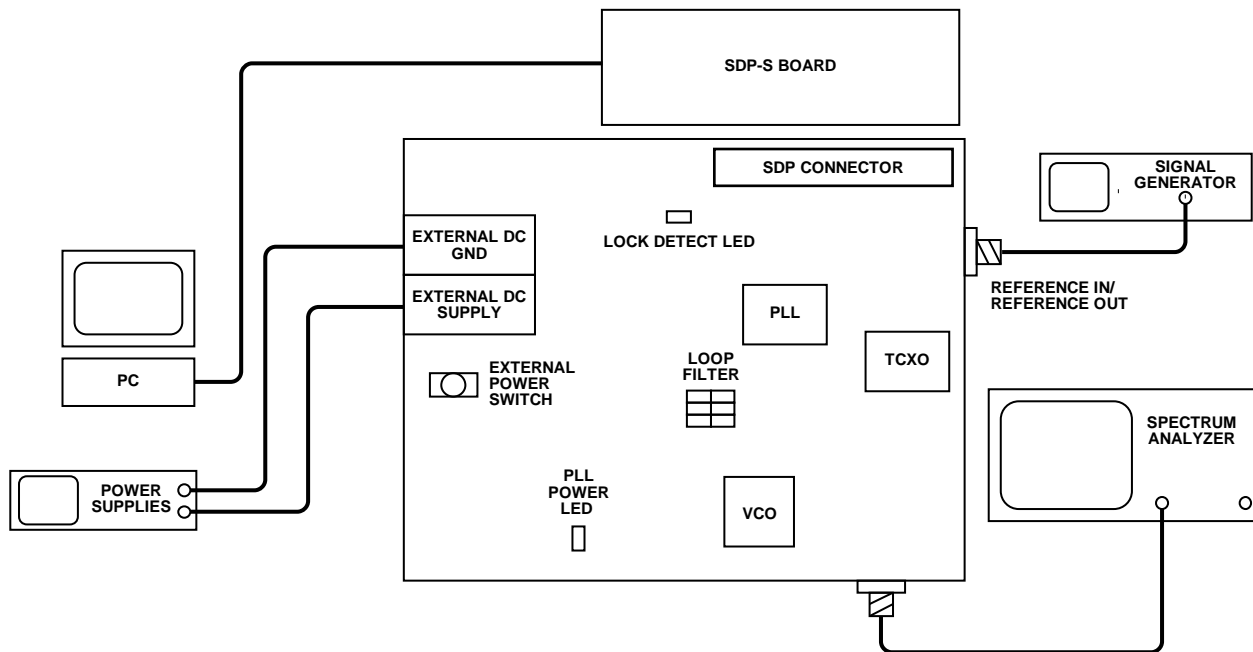 SDP-S BOARD
SDP CONNECTOR
SIGNAL
GENERATOR
LOCK DETECT LED
EXTERNAL DC
GND
EXTERNAL DC
SUPPLY
REFERENCE IN/
REFERENCE OUT
PLL
TCXO
PC
EXTERNAL
POWER
SWITCH
LOOP
FILTER
SPECTRUM
ANALYZER
POWER
SUPPLIES
PLL
POWER
LED
VCO